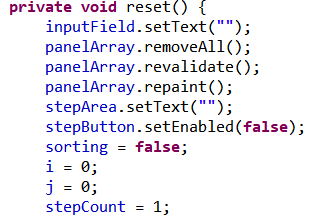 private void reset() {
inputField.setText("");
panelArray.removeAll();
panelArray.revalidate();
panelArray.repaint();
stepArea.setText("");
stepButton.setEnabled(false);
sorting = false;
i = 0;
j = 0;
stepCount = 1;